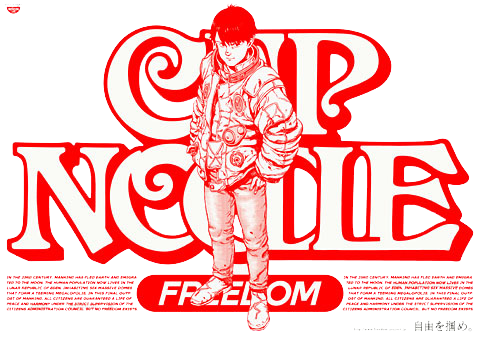 CUP
NOODLE
IN THE 23RD CENTURY, MANKIND HAS FLED EARTH AND EMIGRA
TED TO THE MOON. THE HUMAN POPULATION NOW LIVES IN THE
LUNAR REPUBLIC OF EDEN, INHABITING SIX MASSIVE DOMES
THAT FORM A TEEMING MEGALOPOLIS. IN THIS FINAL OUTP
OST OF MANKIND, ALL CITIZENS ARE GUARANTEED A LIFE OF
PEACE AND HARMONY UNDER THE STRICT SUPERVISION OF THE
CITIZENS ADMINISTRATION COUNCIL. BUT NO FREEDOM EXISTS.
FREEDOM
IN THE 23RD CENTURY, MANKIND HAS FLED EARTH AND EMIGRA
TED TO THE MOON. THE HUMAN POPULATION NOW LIVES IN THE
LUNAR REPUBLIC OF EDEN, INHABITING SIX MASSIVE DOMES
THAT FORM A TEEMING MEGALOPOLIS. IN THIS FINAL OUTP
OST OF MANKIND, ALL CITIZENS ARE GUARANTEED A LIFE OF
PEACE AND HARMONY UNDER THE STRICT SUPERVISION OF THE
CITIZENS ADMINISTRATION COUNCIL. BUT NO FREEDOM EXISTS.
自由を掴め。